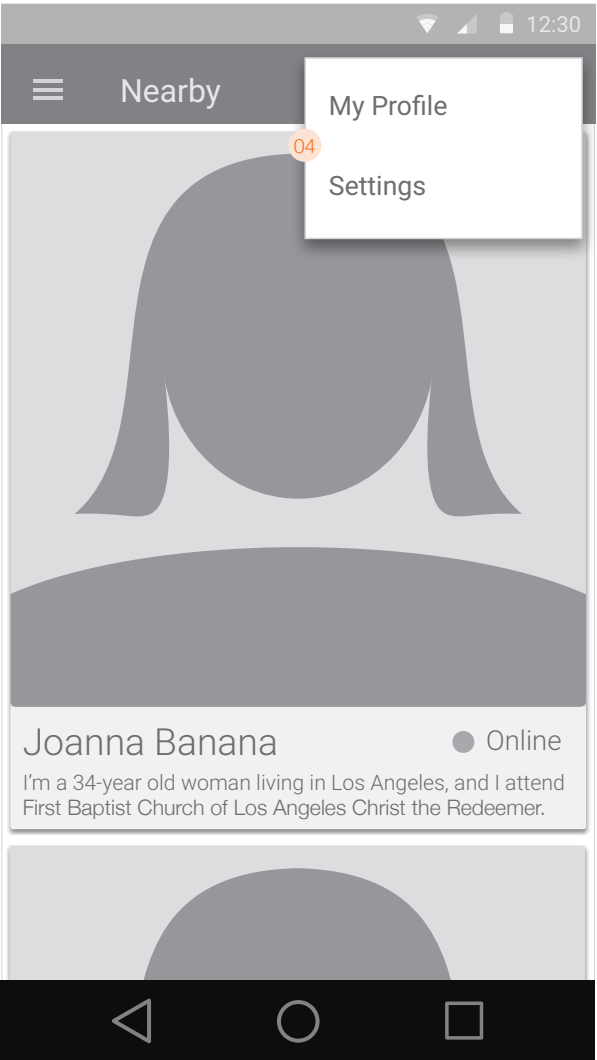 12:30
Nearby
My Profile
04
Settings
Joanna Banana
Online
I'm a 34-year old woman living in Los Angeles, and I attend
First Baptist Church of Los Angeles Christ the Redeemer.